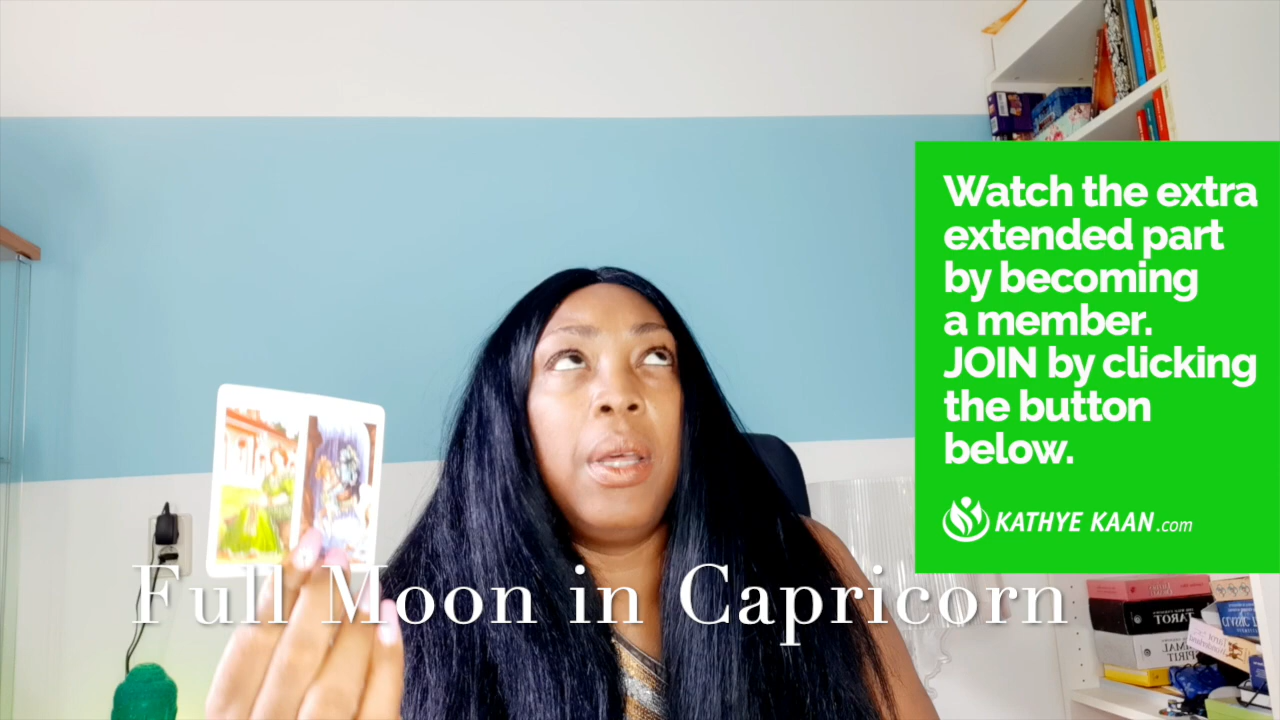 Watch the extra
extended part
by becoming
a member.
JOIN by clicking
the button
below.
KATHYE KAAN.com
Full Moon in Capricorn
TAROT
SPIRIT